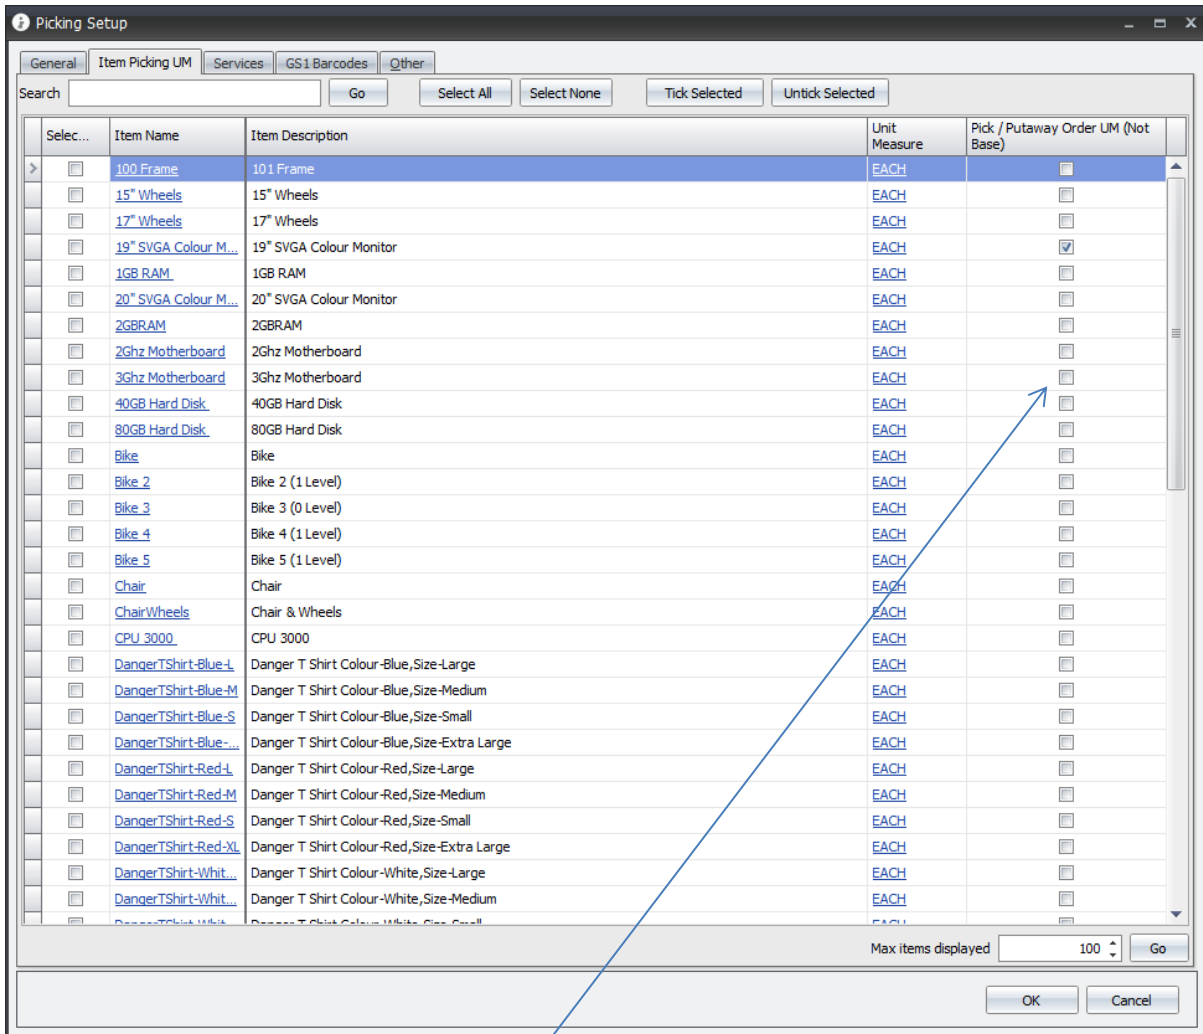 Picking Setup
General Item Picking UM Services GS1 Barcodes Other
Search Go Select All Select None Tick Selected Untick Selected
Selec... Item Name Item Description Unit Measure Pick / Putaway Order UM (Not Base)
100 Frame 101 Frame EACH
15" Wheels 15" Wheels EACH
17" Wheels 17" Wheels EACH
19" SVGA Colour M... 19" SVGA Colour Monitor EACH
1GB RAM 1GB RAM EACH
20" SVGA Colour M... 20" SVGA Colour Monitor EACH
2GBRAM 2GBRAM EACH
2Ghz Motherboard 2Ghz Motherboard EACH
3Ghz Motherboard 3Ghz Motherboard EACH
40GB Hard Disk 40GB Hard Disk EACH
80GB Hard Disk 80GB Hard Disk EACH
Bike Bike EACH
Bike 2 Bike 2 (1 Level) EACH
Bike 3 Bike 3 (0 Level) EACH
Bike 4 Bike 4 (1 Level) EACH
Bike 5 Bike 5 (1 Level) EACH
Chair Chair EACH
ChairWheels Chair & Wheels EACH
CPU 3000 CPU 3000 EACH
DangerTShirt-Blue-L Danger T Shirt Colour-Blue,Size-Large EACH
DangerTShirt-Blue-M Danger T Shirt Colour-Blue,Size-Medium EACH
DangerTShirt-Blue-S Danger T Shirt Colour-Blue,Size-Small EACH
DangerTShirt-Blue-... Danger T Shirt Colour-Blue,Size-Extra Large EACH
DangerTShirt-Red-L Danger T Shirt Colour-Red,Size-Large EACH
DangerTShirt-Red-M Danger T Shirt Colour-Red,Size-Medium EACH
DangerTShirt-Red-S Danger T Shirt Colour-Red,Size-Small EACH
DangerTShirt-Red-XL Danger T Shirt Colour-Red,Size-Extra Large EACH
DangerTShirt-Whit... Danger T Shirt Colour-White,Size-Large EACH
DangerTShirt-Whit... Danger T Shirt Colour-White,Size-Medium EACH
DangerTShirt-Whit... Danger T Shirt Colour-White,Size-Small EACH
Max items displayed 100 Go
OK Cancel